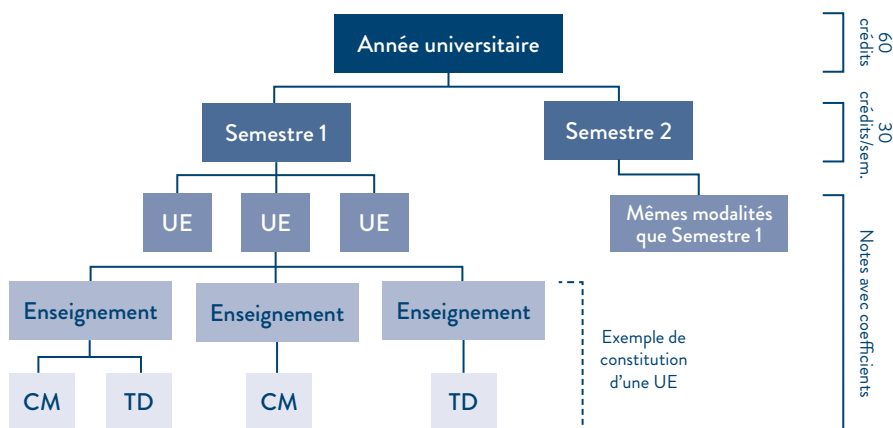 Année universitaire
60
crédits
Semestre 1
Semestre 2
30
crédits/sem.
UE
UE
UE
Mêmes modalités
que Semestre 1
Notes avec coefficients
Enseignement
Enseignement
Enseignement
Exemple de
constitution
d'une UE
CM
TD
CM
TD